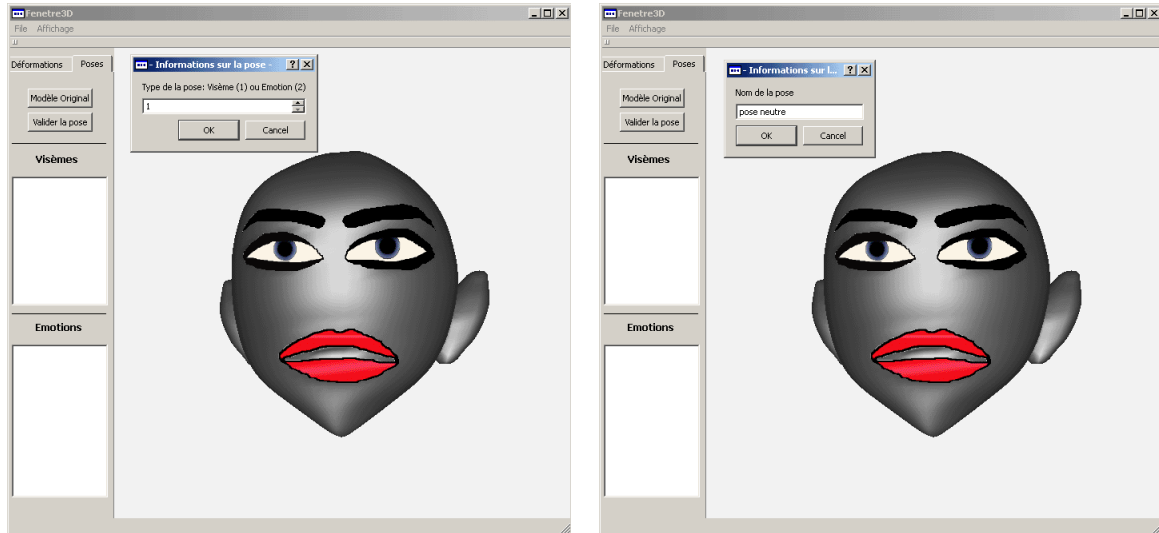 Fenetre3D
File Affichage
Déformations Poses
- Informations sur la pose -
Type de la pose: Visème (1) ou Emotion (2)
1
OK Cancel
Modèle Original
Valider la pose
Visèmes
Emotions
Fenetre3D
File Affichage
Déformations Poses
- Informations sur l...
Nom de la pose
pose neutre
OK Cancel
Modèle Original
Valider la pose
Visèmes
Emotions